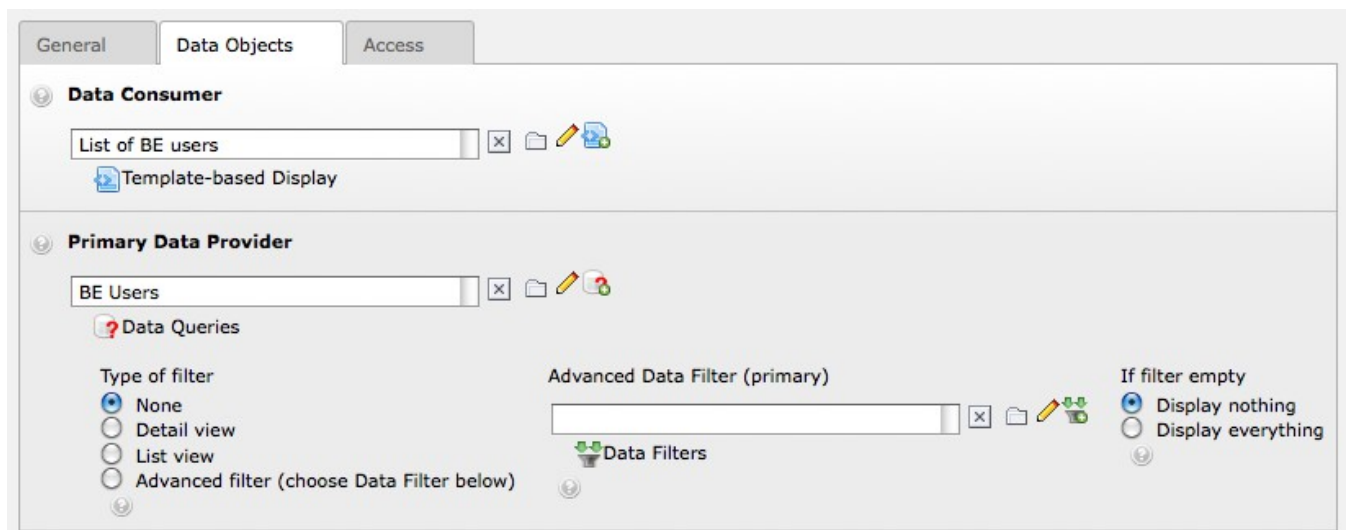 General Data Objects Access
Data Consumer
List of BE users
Template-based Display
Primary Data Provider
BE Users
Data Queries
Type of filter
None
Detail view
List view
Advanced filter (choose Data Filter below)
Advanced Data Filter (primary)
Data Filters
If filter empty
Display nothing
Display everything